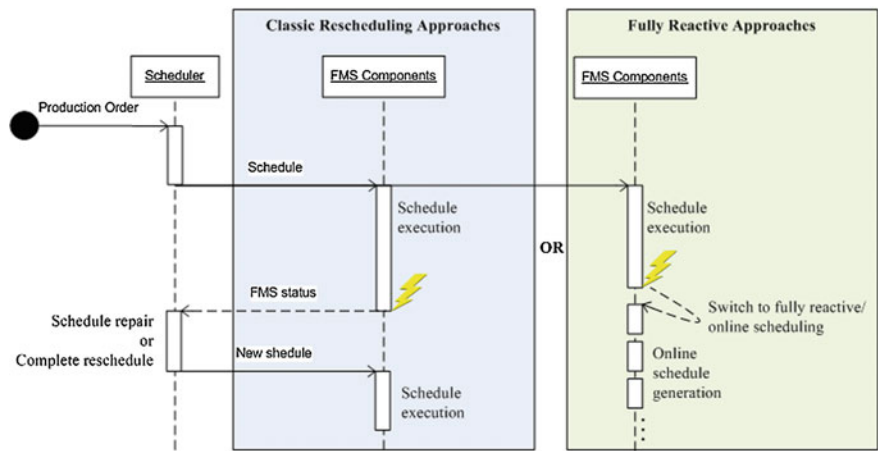 Classic Rescheduling Approaches
Fully Reactive Approaches
Scheduler
FMS Components
FMS Components
Production Order
Schedule
Schedule
execution
Schedule
execution
OR
FMS status
Switch to fully reactive/
online scheduling
Schedule repair
or
Complete reschedule
New shedule
Schedule
execution
Online
schedule
generation